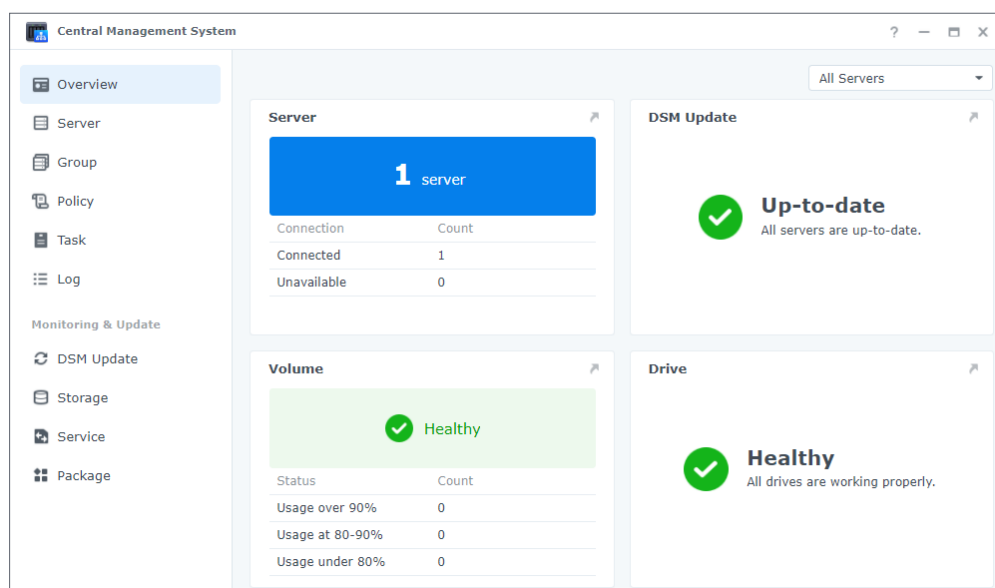 Central Management System
?
Overview
Server
Group
Policy
Task
Log
Monitoring & Update
DSM Update
Storage
Service
Package
All Servers
Server
1 server
Connection Count
Connected 1
Unavailable 0
DSM Update
Up-to-date
All servers are up-to-date.
Volume
Healthy
Status Count
Usage over 90% 0
Usage at 80-90% 0
Usage under 80% 0
Drive
Healthy
All drives are working properly.